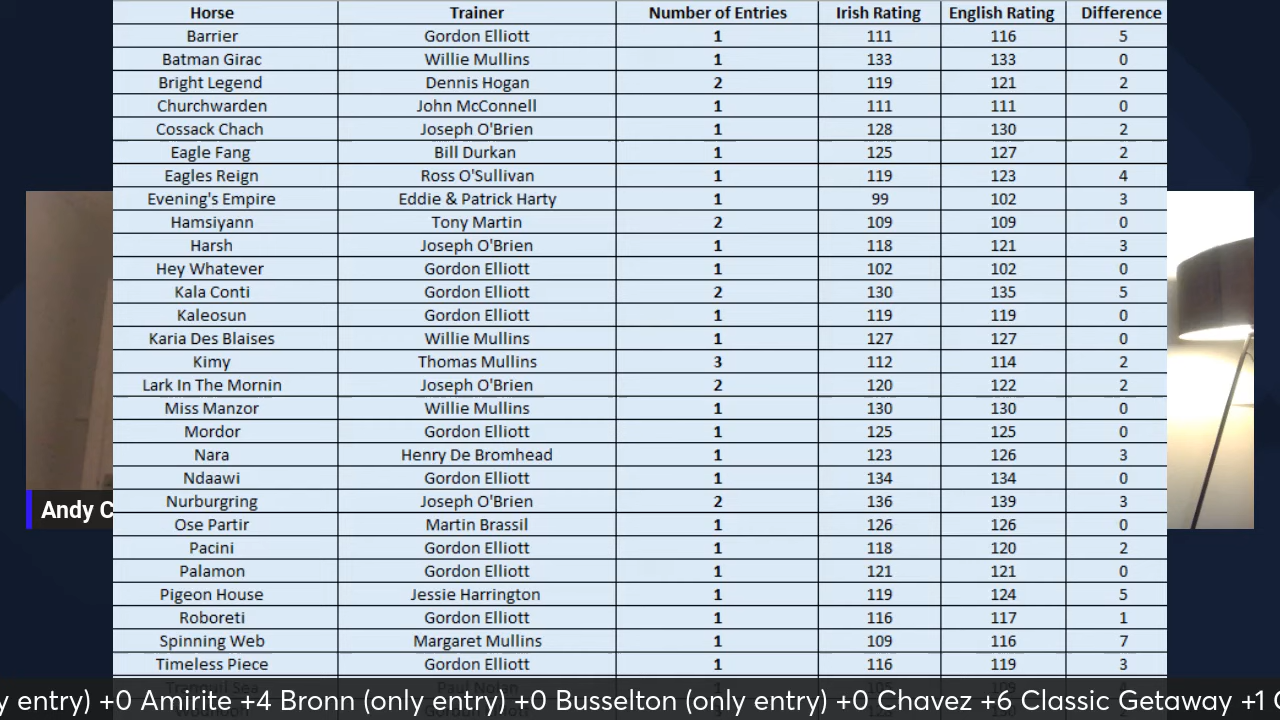 Horse Trainer Number of Entries Irish Rating English Rating Difference
Barrier Gordon Elliott 1 111 116 5
Batman Girac Willie Mullins 1 133 133 0
Bright Legend Dennis Hogan 2 119 121 2
Churchwarden John McConnell 1 111 111 0
Cossack Chach Joseph O'Brien 1 128 130 2
Eagle Fang Bill Durkan 1 125 127 2
Eagles Reign Ross O'Sullivan 1 119 123 4
Evening's Empire Eddie & Patrick Harty 1 99 102 3
Hamsiyann Tony Martin 2 109 109 0
Harsh Joseph O'Brien 1 118 121 3
Hey Whatever Gordon Elliott 1 102 102 0
Kala Conti Gordon Elliott 2 130 135 5
Kaleosun Gordon Elliott 1 119 119 0
Karia Des Blaises Willie Mullins 1 127 127 0
Kimy Thomas Mullins 3 112 114 2
Lark In The Mornin Joseph O'Brien 2 120 122 2
Miss Manzor Willie Mullins 1 130 130 0
Mordor Gordon Elliott 1 125 125 0
Nara Henry De Bromhead 1 123 126 3
Ndaawi Gordon Elliott 1 134 134 0
Nurburgring Joseph O'Brien 2 136 139 3
Ose Partir Martin Brassil 1 126 126 0
Pacini Gordon Elliott 1 118 120 2
Palamon Gordon Elliott 1 121 121 0
Pigeon House Jessie Harrington 1 119 124 5
Roboreti Gordon Elliott 1 116 117 1
Spinning Web Margaret Mullins 1 109 116 7
Timeless Piece Gordon Elliott 1 116 119 3
Andy C
y entry) +0 Amirite +4 Bronn (only entry) +0 Busselton (only entry) +0 Chavez +6 Classic Getaway +1